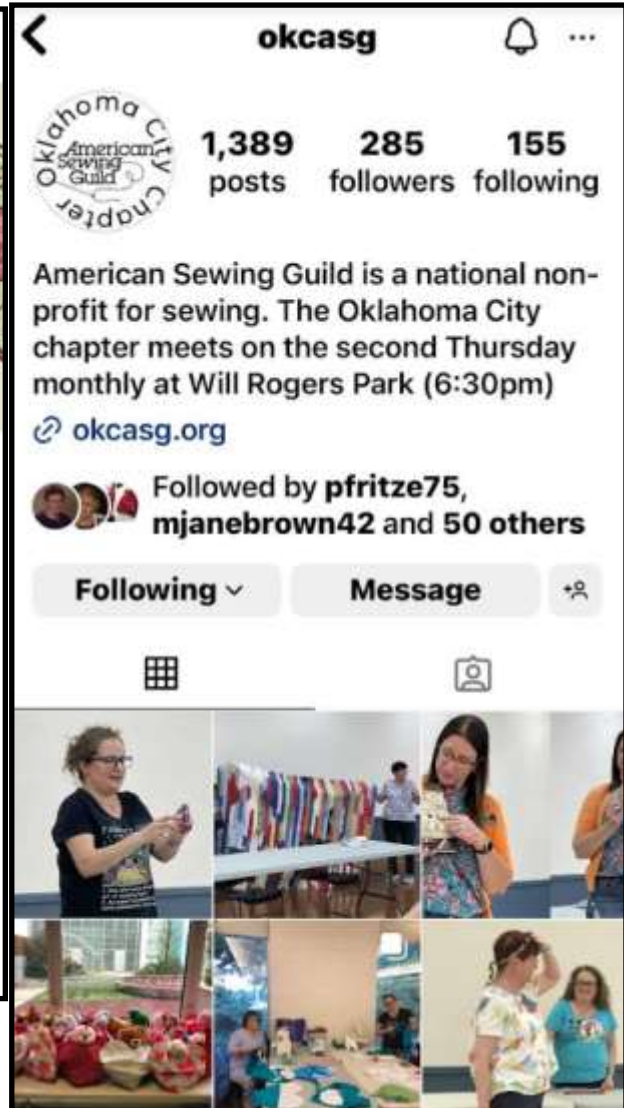 okcasg
Oklahoma City Chapter
American
Sewing
Guild
1,389 285 155
posts followers following
American Sewing Guild is a national non-
profit for sewing. The Oklahoma City
chapter meets on the second Thursday
monthly at Will Rogers Park (6:30pm)
okcasg.org
Followed by pfritze75,
mjanebrown42 and 50 others
Following Message